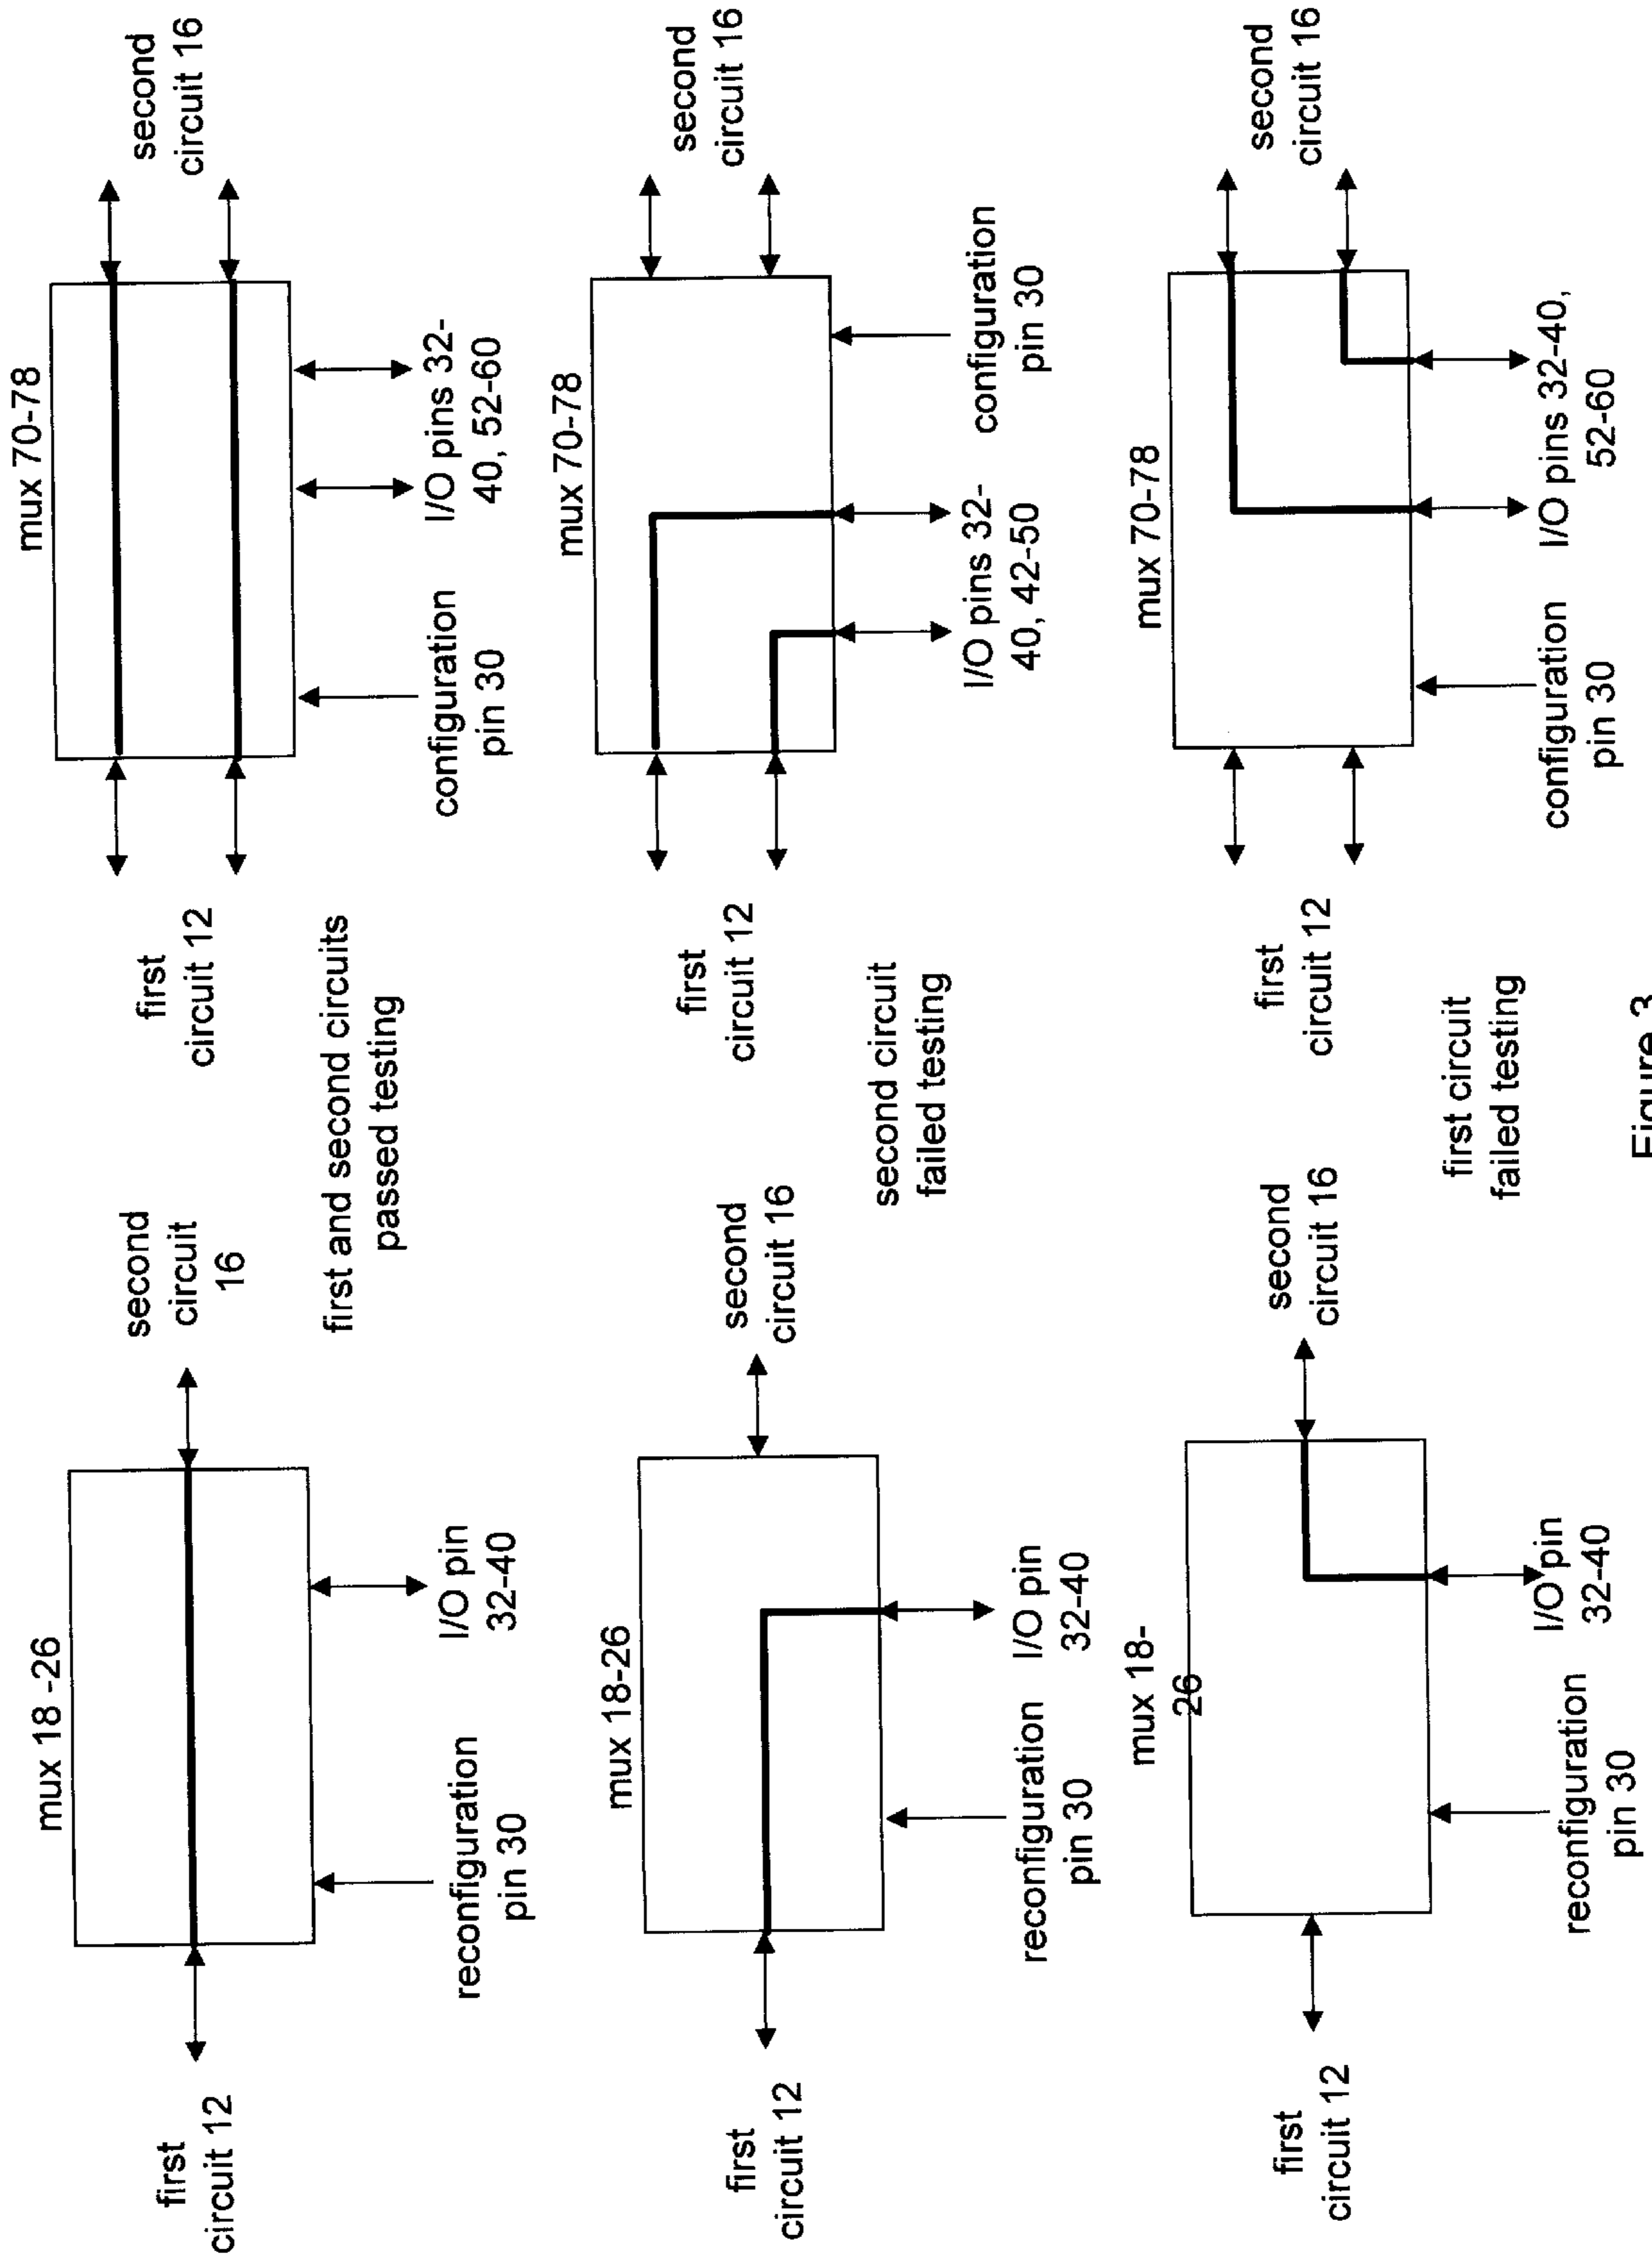 mux 18 -26
first
circuit 12
second
circuit
16
reconfiguration
pin 30
I/O pin
32-40
first and second circuits
passed testing
mux 70-78
first
circuit 12
second
circuit 16
configuration
pin 30
I/O pins 32-
40, 52-60
mux 18-26
first
circuit 12
second
circuit 16
reconfiguration
pin 30
I/O pin
32-40
second circuit
failed testing
mux 70-78
first
circuit 12
second
circuit 16
I/O pins 32-
40, 42-50
configuration
pin 30
mux 18-
26
first
circuit 12
second
circuit 16
reconfiguration
pin 30
I/O pin
32-40
first circuit
failed testing
mux 70-78
first
circuit 12
second
circuit 16
configuration
pin 30
I/O pins 32-40,
52-60
Figure 3